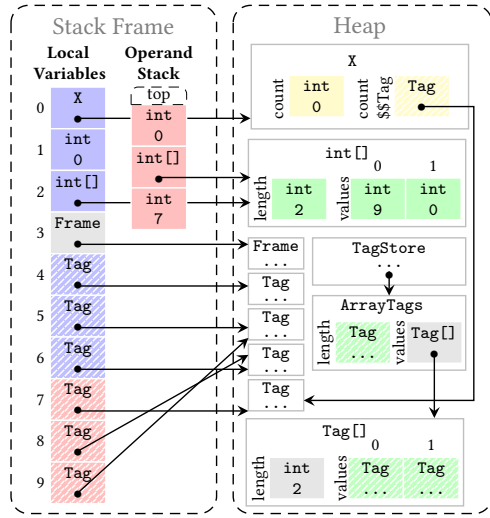 Stack Frame
Local Variables
Operand Stack
top
0 X
1 int 0
2 int[]
3 Frame
4 Tag
5 Tag
6 Tag
7 Tag
8 Tag
9 Tag
int 0
int[]
int 7
Heap
X
count int 0
count $$Tag Tag
int[]
0 1
length int 2
values int 9 int 0
Frame ...
Tag ...
Tag ...
Tag ...
Tag ...
TagStore
...
ArrayTags
length Tag ...
values Tag[]
Tag[]
0 1
length int 2
values Tag ... Tag ...